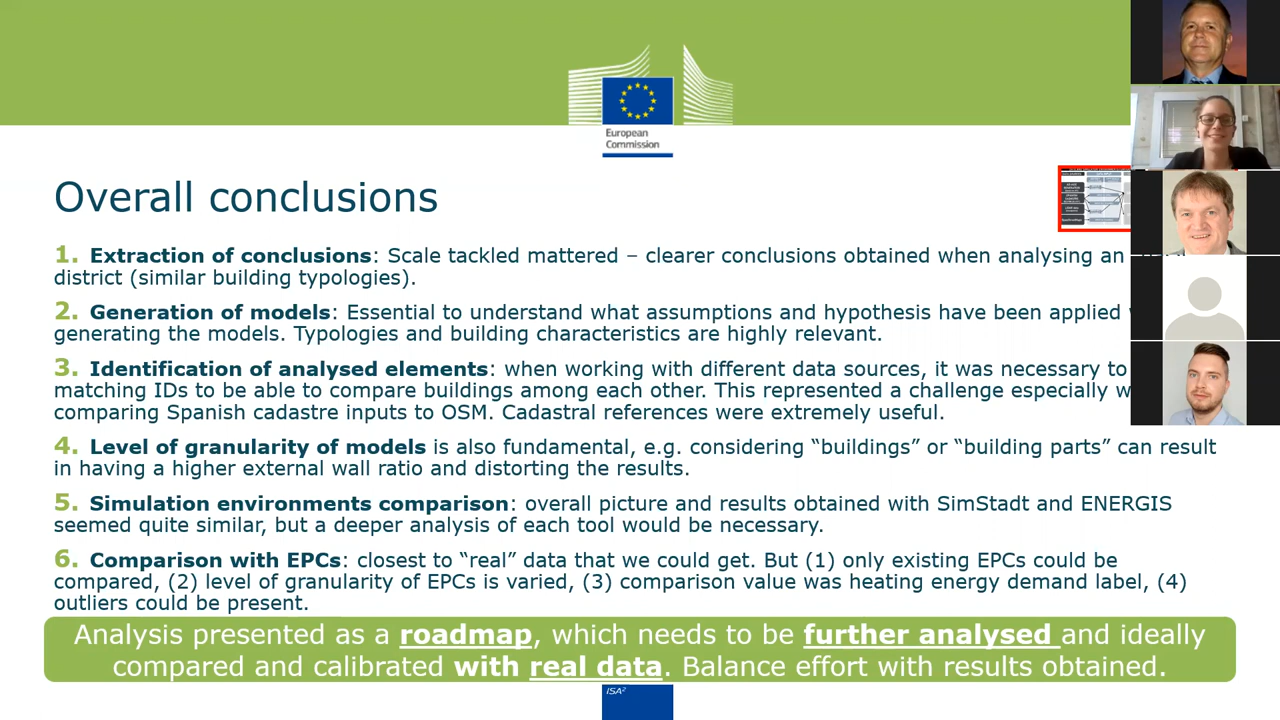 European
Commission
Overall conclusions
1. Extraction of conclusions: Scale tackled mattered – clearer conclusions obtained when analysing an
district (similar building typologies).
2. Generation of models: Essential to understand what assumptions and hypothesis have been applied
generating the models. Typologies and building characteristics are highly relevant.
3. Identification of analysed elements: when working with different data sources, it was necessary to
matching IDs to be able to compare buildings among each other. This represented a challenge especially
comparing Spanish cadastre inputs to OSM. Cadastral references were extremely useful.
4. Level of granularity of models is also fundamental, e.g. considering “buildings” or “building parts” can result
in having a higher external wall ratio and distorting the results.
5. Simulation environments comparison: overall picture and results obtained with SimStadt and ENERGIS
seemed quite similar, but a deeper analysis of each tool would be necessary.
6. Comparison with EPCs: closest to “real” data that we could get. But (1) only existing EPCs could be
compared, (2) level of granularity of EPCs is varied, (3) comparison value was heating energy demand label, (4)
outliers could be present.
Analysis presented as a roadmap, which needs to be further analysed and ideally
compared and calibrated with real data. Balance effort with results obtained.
ISA²